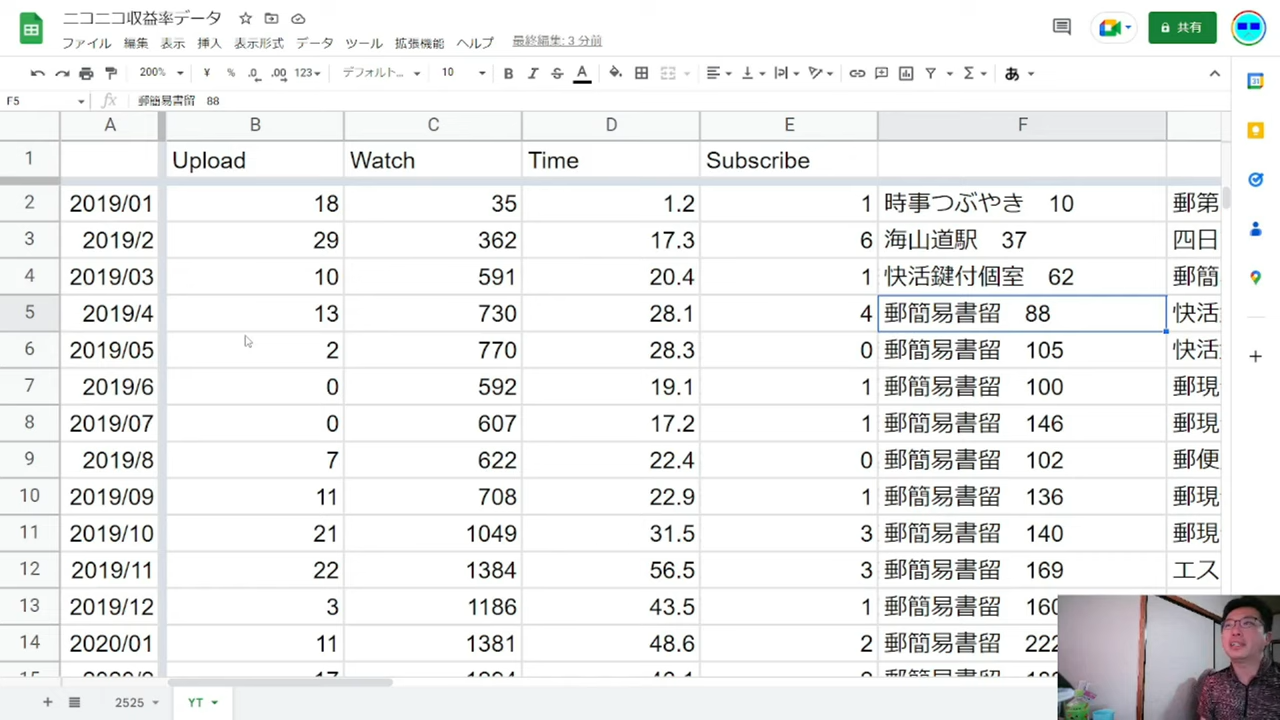 ニコニコ収益率データ
ファイル 編集 表示 挿入 表示形式 データ ツール 拡張機能 ヘルプ 最終編集: 3 分前
共有
200% ¥ % .0 .00 123 デフォルト... 10 B I S A あ
F5 fx 郵簡易書留 88
A B C D E F
1 Upload Watch Time Subscribe
2 2019/01 18 35 1.2 1 時事つぶやき 10 郵第
3 2019/2 29 362 17.3 6 海山道駅 37 四日
4 2019/03 10 591 20.4 1 快活鍵付個室 62 郵簡
5 2019/4 13 730 28.1 4 郵簡易書留 88 快活
6 2019/05 2 770 28.3 0 郵簡易書留 105 快活
7 2019/6 0 592 19.1 1 郵簡易書留 100 郵現
8 2019/07 0 607 17.2 1 郵簡易書留 146 郵現
9 2019/8 7 622 22.4 0 郵簡易書留 102 郵便
10 2019/09 11 708 22.9 1 郵簡易書留 136 郵現
11 2019/10 21 1049 31.5 3 郵簡易書留 140 郵現
12 2019/11 22 1384 56.5 3 郵簡易書留 169 エス
13 2019/12 3 1186 43.5 1 郵簡易書留 160
14 2020/01 11 1381 48.6 2 郵簡易書留 222
2525 YT